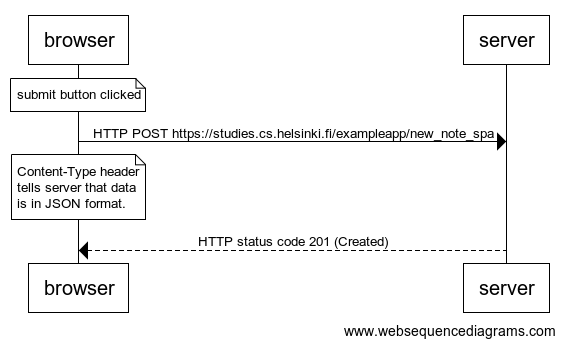 browser
server
submit button clicked
HTTP POST https://studies.cs.helsinki.fi/exampleapp/new_note_spa
Content-Type header
tells server that data
is in JSON format.
HTTP status code 201 (Created)
browser
server
www.websequencediagrams.com